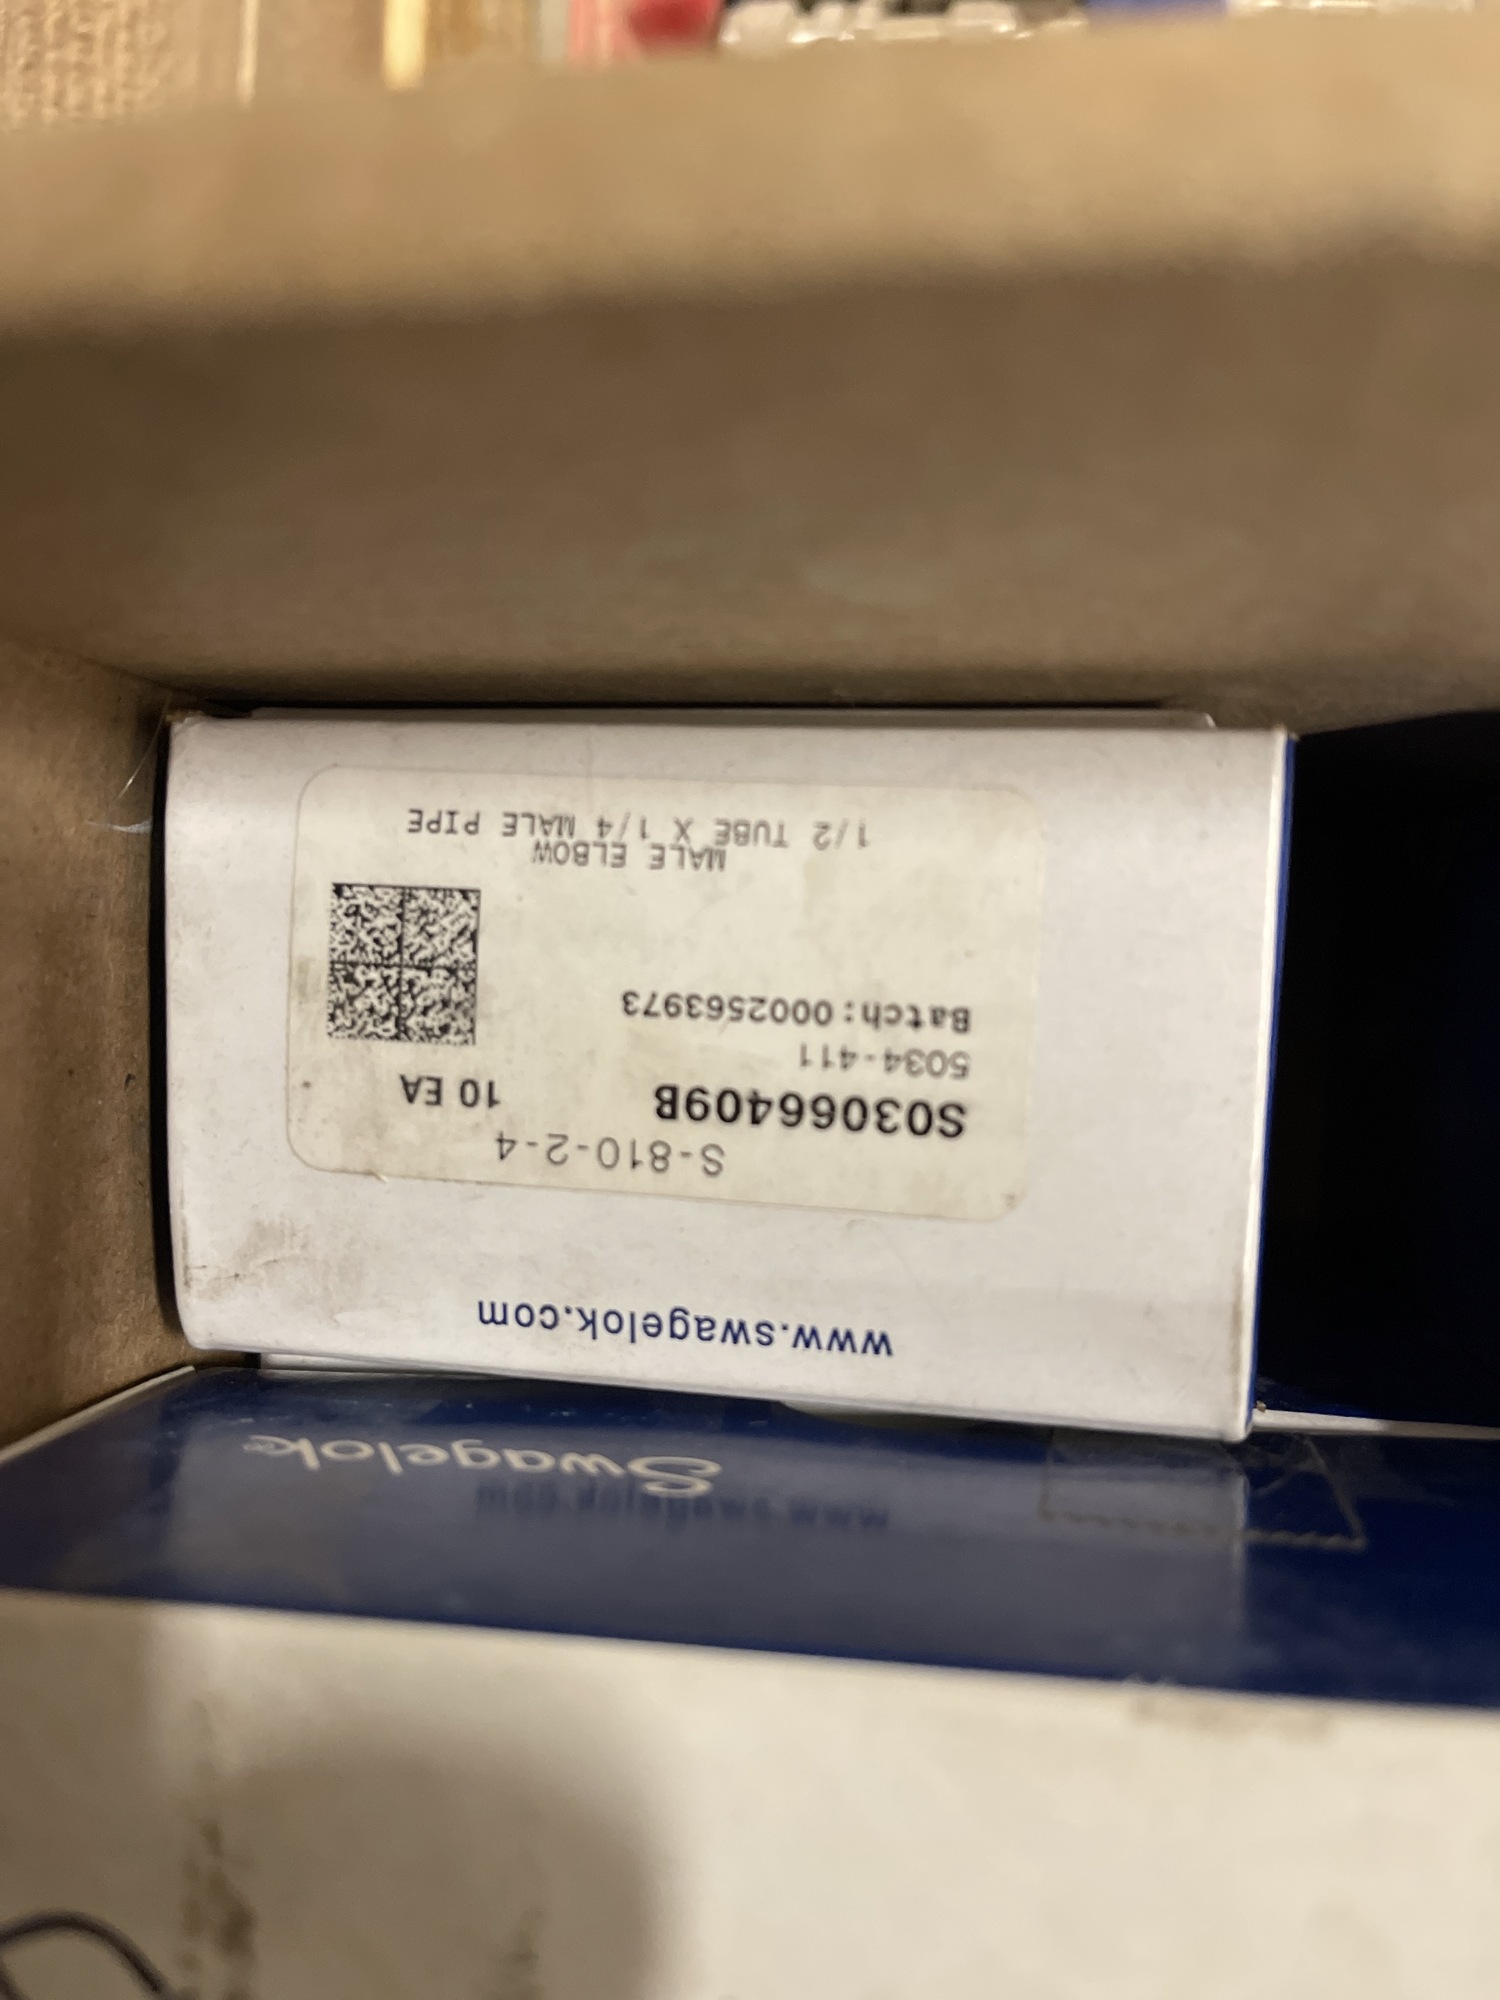 Swagelok
www.swagelok.com
S-810-2-4
S03066409B 10 EA
5034-411
Batch:0002563973
MALE ELBOW
1/2 TUBE X 1/4 MALE PIPE